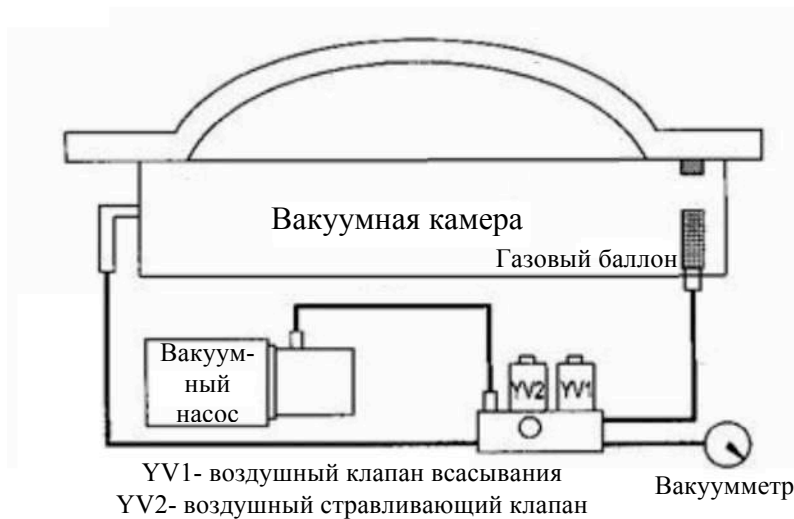 Вакуумная камера
Газовый баллон
Вакуум-
ный
насос
YV2 YV1
YV1- воздушный клапан всасывания
YV2- воздушный стравливающий клапан
Вакуумметр